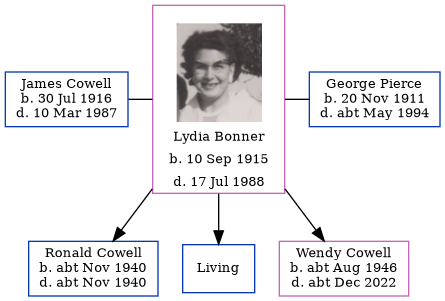 James Cowell
b. 30 Jul 1916
d. 10 Mar 1987
Lydia Bonner
b. 10 Sep 1915
d. 17 Jul 1988
George Pierce
b. 20 Nov 1911
d. abt May 1994
Ronald Cowell
b. abt Nov 1940
d. abt Nov 1940
Living
Wendy Cowell
b. abt Aug 1946
d. abt Dec 2022